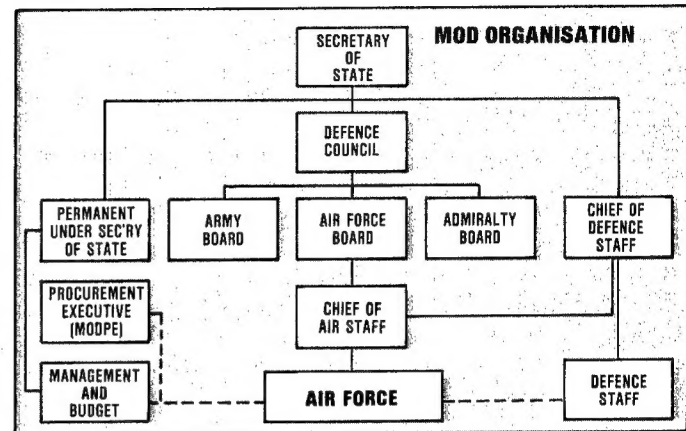 MOD ORGANISATION
SECRETARY
OF
STATE
DEFENCE
COUNCIL
PERMANENT
UNDER SEC'RY
OF STATE
ARMY
BOARD
AIR FORCE
BOARD
ADMIRALTY
BOARD
CHIEF OF
DEFENCE
STAFF
PROCUREMENT
EXECUTIVE
(MODPE)
CHIEF OF
AIR STAFF
MANAGEMENT
AND
BUDGET
AIR FORCE
DEFENCE
STAFF